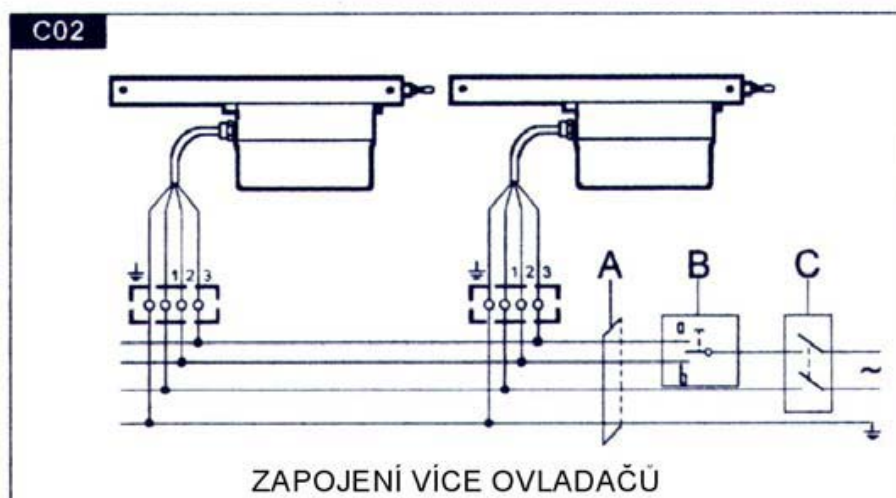 C02
1 2 3
1 2 3
A B C
a
b
~
ZAPOJENÍ VÍCE OVLADAČŮ